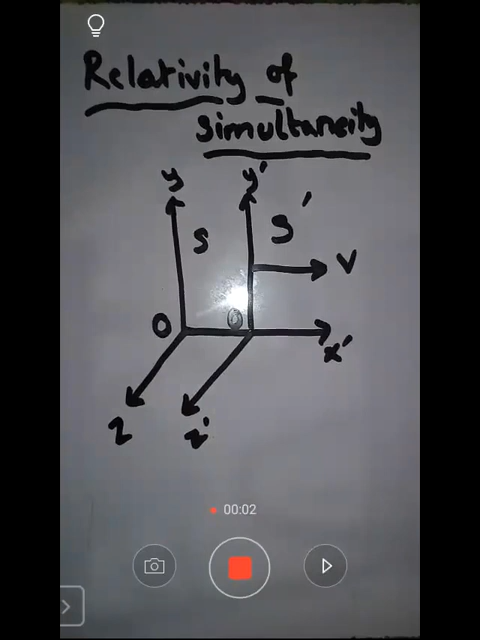 Relativity of
Simultaneity
y y'
S S'
V
O O
x'
z z'
00:02